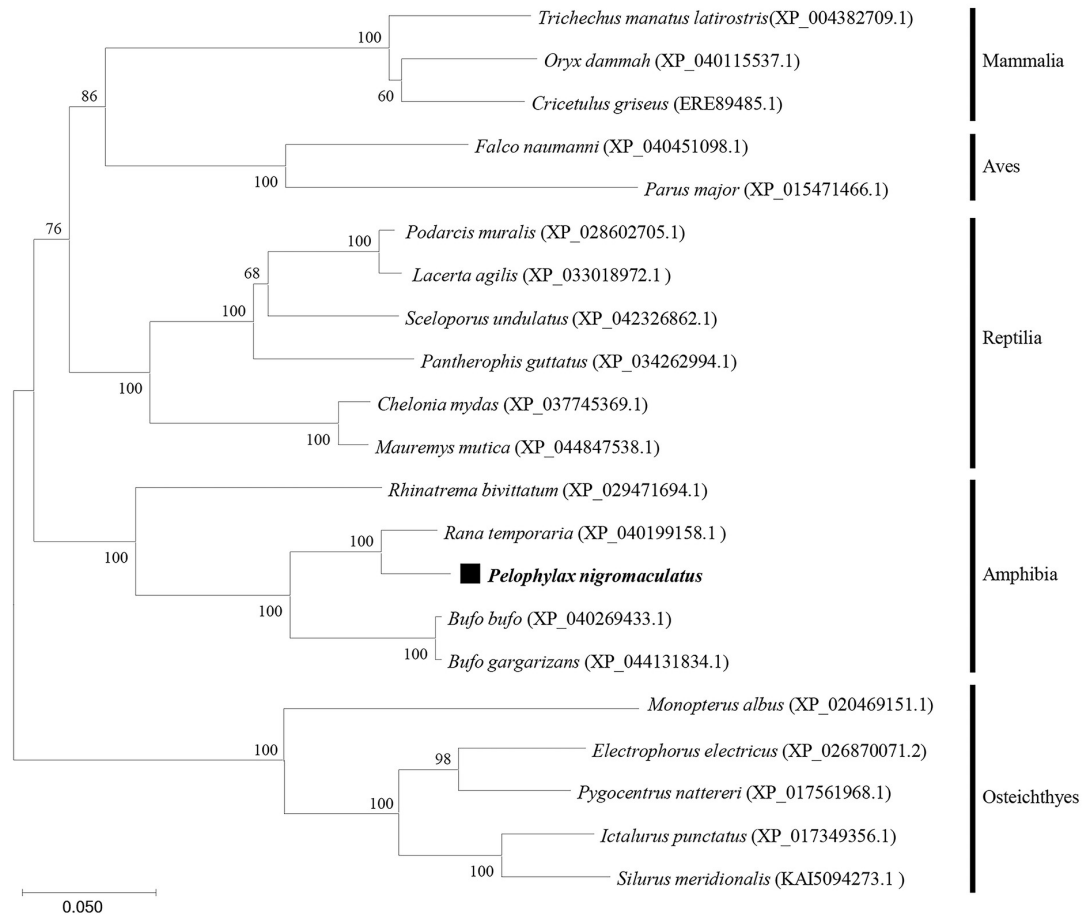 Trichechus manatus latirostris(XP_004382709.1)
100
Oryx dammah (XP_040115537.1)
Mammalia
86
60
Cricetulus griseus (ERE89485.1)
Falco naumanni (XP_040451098.1)
Aves
100
Parus major (XP_015471466.1)
76
Podarcis muralis (XP_028602705.1)
100
68
Lacerta agilis (XP_033018972.1 )
100
Sceloporus undulatus (XP_042326862.1)
Reptilia
Pantherophis guttatus (XP_034262994.1)
100
Chelonia mydas (XP_037745369.1)
100
Mauremys mutica (XP_044847538.1)
Rhinatrema bivittatum (XP_029471694.1)
100
Rana temporaria (XP_040199158.1 )
100
Pelophylax nigromaculatus
Amphibia
100
Bufo bufo (XP_040269433.1)
100
Bufo gargarizans (XP_044131834.1)
Monopterus albus (XP_020469151.1)
100
98
Electrophorus electricus (XP_026870071.2)
Pygocentrus nattereri (XP_017561968.1)
Osteichthyes
100
Ictalurus punctatus (XP_017349356.1)
100
Silurus meridionalis (KAI5094273.1 )
0.050